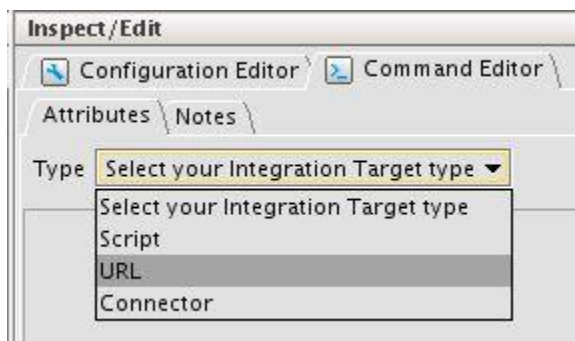 Inspect/Edit
Configuration Editor Command Editor
Attributes Notes
Type Select your Integration Target type
Select your Integration Target type
Script
URL
Connector